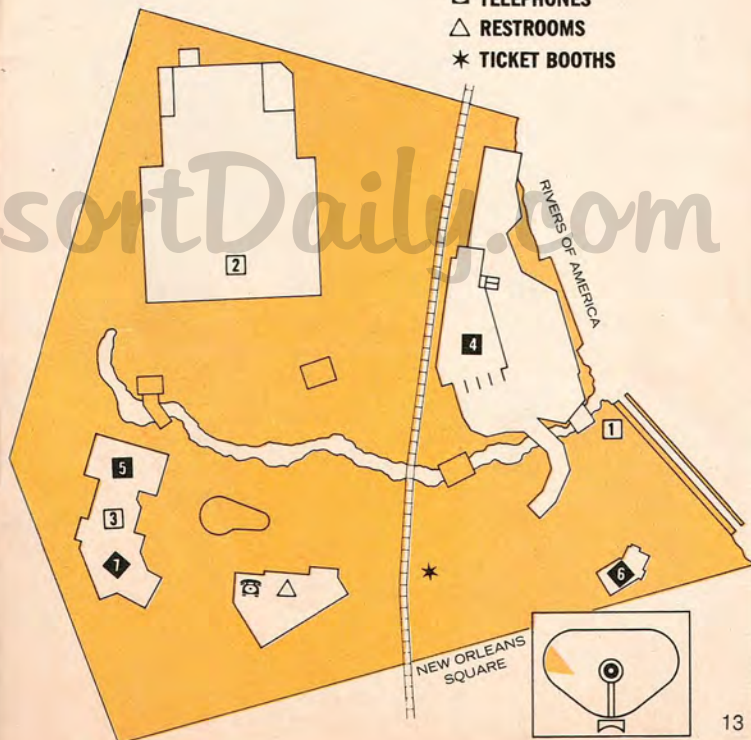 TELEPHONES
RESTROOMS
TICKET BOOTHS
sortDaily.com
RIVERS OF AMERICA
2
4
1
5
3
7
6
NEW ORLEANS
SQUARE
13